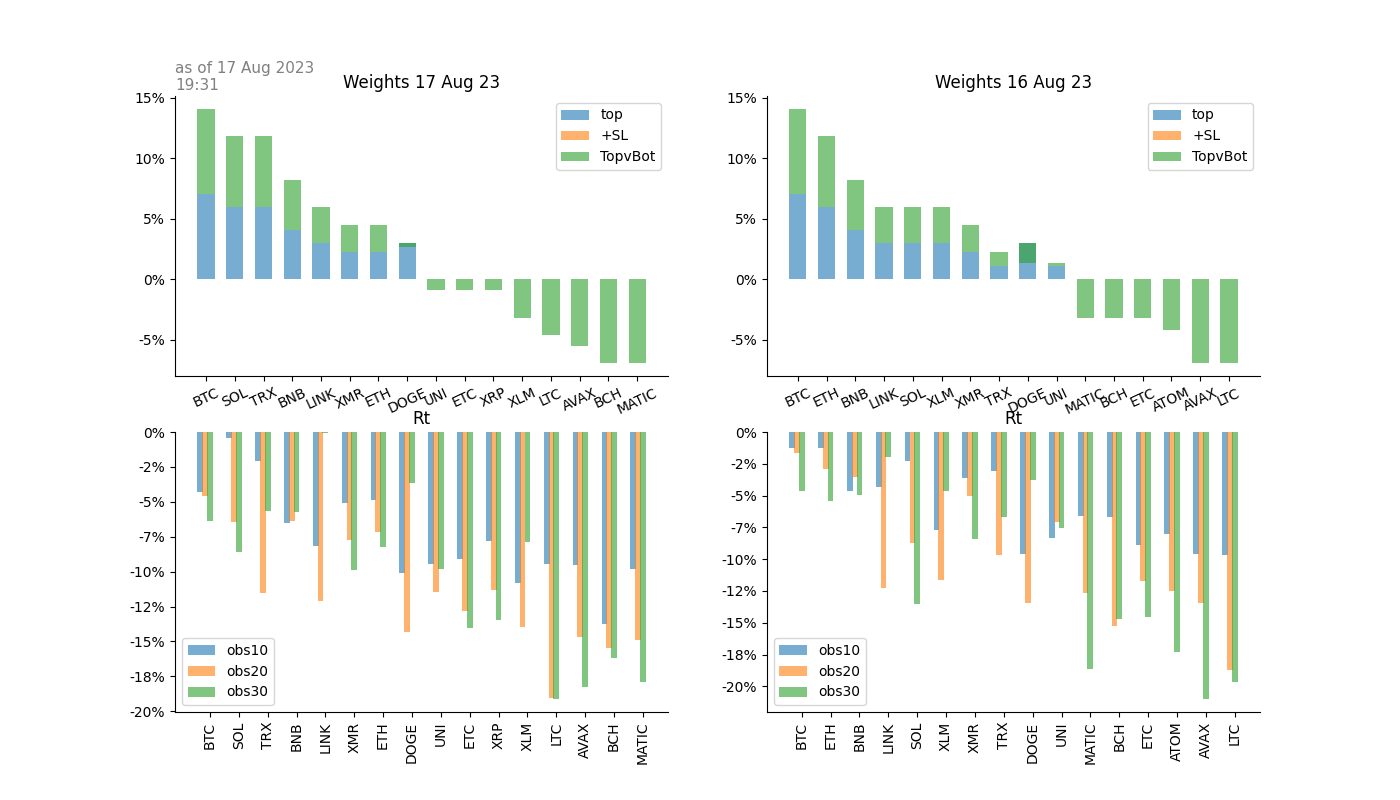 as of 17 Aug 2023
19:31
Weights 17 Aug 23
15%
10%
5%
0%
-5%
top
+SL
TopvBot
BTC SOL TRX BNB LINK XMR ETH DOGE UNI ETC XRP XLM LTC AVAX BCH MATIC
Weights 16 Aug 23
15%
10%
5%
0%
-5%
top
+SL
TopvBot
BTC ETH BNB LINK SOL XLM XMR TRX DOGE UNI MATIC BCH ETC ATOM AVAX LTC
Rt
0%
-2%
-5%
-7%
-10%
-12%
-15%
-18%
-20%
obs10
obs20
obs30
BTC SOL TRX BNB LINK XMR ETH DOGE UNI ETC XRP XLM LTC AVAX BCH MATIC
Rt
0%
-2%
-5%
-7%
-10%
-12%
-15%
-18%
-20%
obs10
obs20
obs30
BTC ETH BNB LINK SOL XLM XMR TRX DOGE UNI MATIC BCH ETC ATOM AVAX LTC